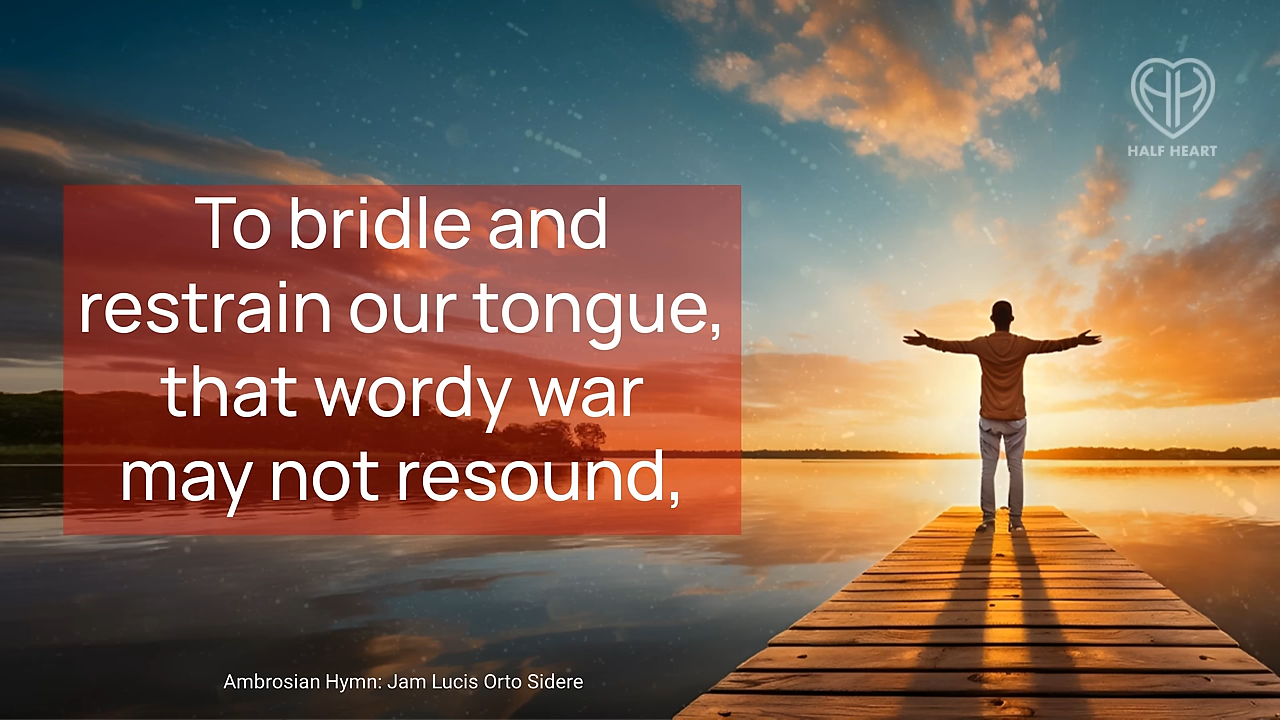 HALF HEART
To bridle and
restrain our tongue,
that wordy war
may not resound,
Ambrosian Hymn: Jam Lucis Orto Sidere